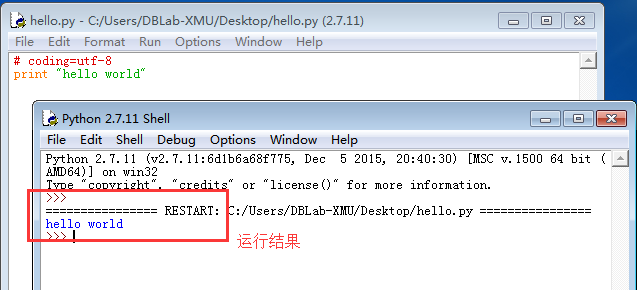 hello.py - C:/Users/DBLab-XMU/Desktop/hello.py (2.7.11)
File Edit Format Run Options Window Help
# coding=utf-8
print "hello world"
Python 2.7.11 Shell
File Edit Shell Debug Options Window Help
Python 2.7.11 (v2.7.11:6d1b6a68f775, Dec  5 2015, 20:40:30) [MSC v.1500 64 bit (
AMD64)] on win32
Type "copyright", "credits" or "license()" for more information.
>>>
================ RESTART: C:/Users/DBLab-XMU/Desktop/hello.py ================
hello world
>>>
运行结果